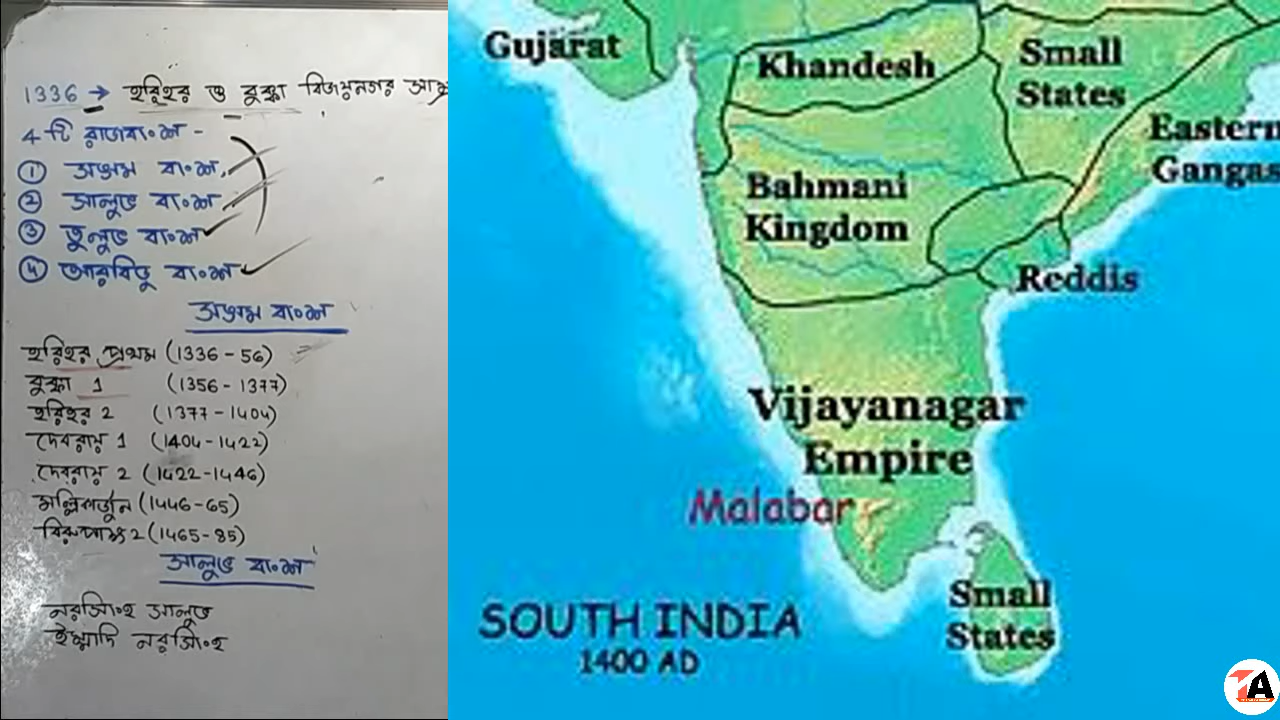 1336 → হরিহর ও বুক্কা বিজয়নগর সাম্র
4 টি রাজবংশ -
① সঙ্গম বংশ
② সালুভ বংশ
③ তুলুভ বংশ
④ আরবিডু বংশ
সঙ্গম বংশ
হরিহর প্রথম (1336 - 56)
বুক্কা 1 (1356 - 1377)
হরিহর 2 (1377 - 1404)
দেবরায় 1 (1404 - 1422)
দেবরায় 2 (1422 - 1446)
মল্লিকার্জুন (1446 - 65)
বিরুপাক্ষ 2 (1465 - 85)
সালুভ বংশ
নরসিংহ সালুভ
ইম্মাদি নরসিংহ
Gujarat
Khandesh
Small
States
Eastern
Gangas
Bahmani
Kingdom
Reddis
Vijayanagar
Empire
Malabar
Small
States
SOUTH INDIA
1400 AD
TA